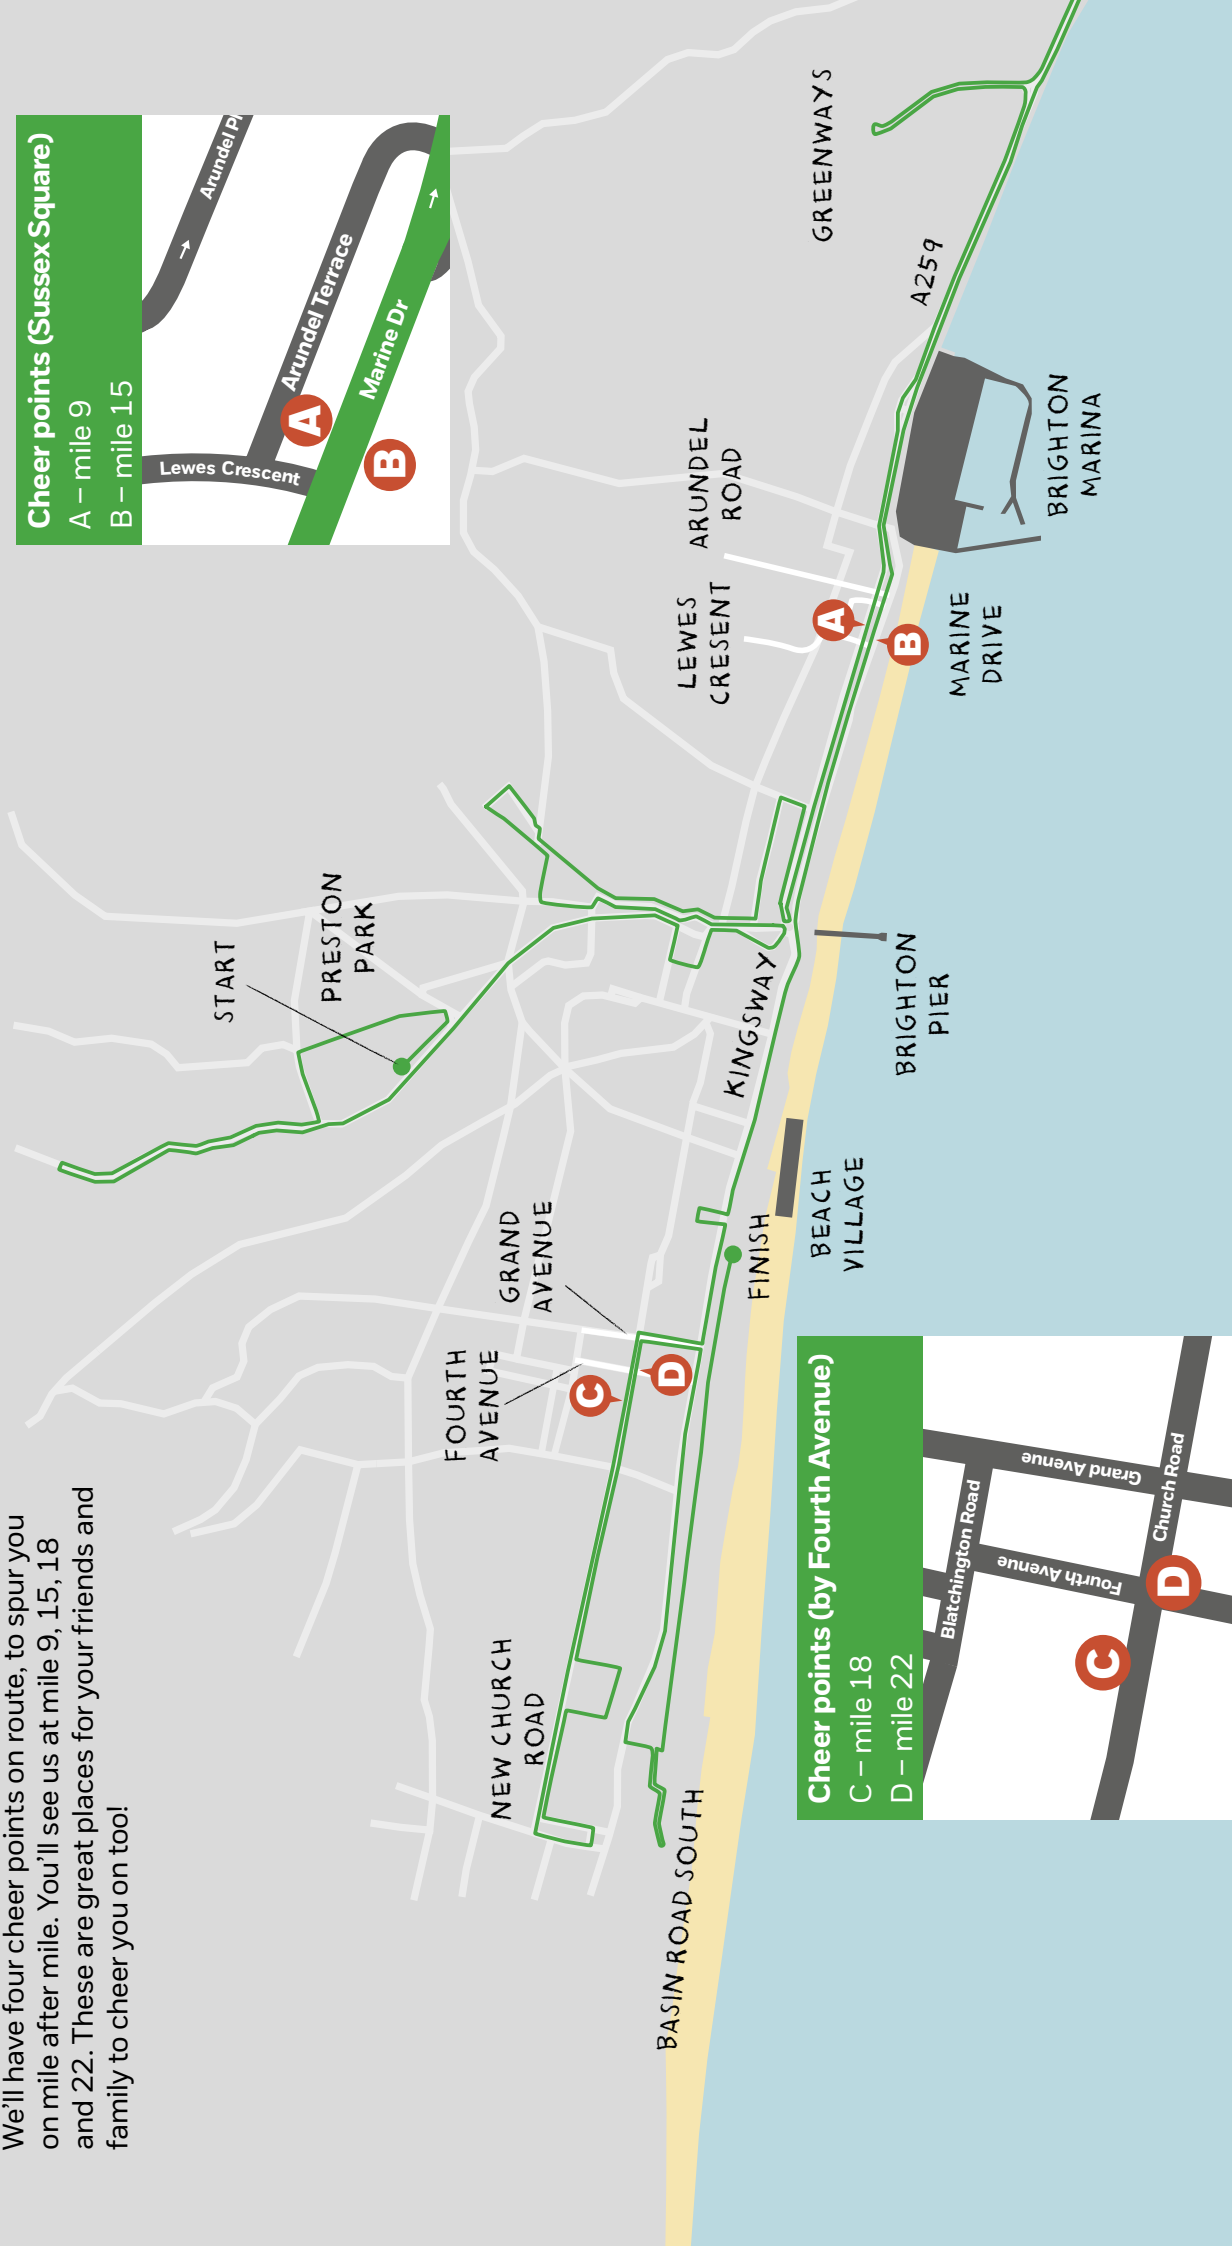 We'll have four cheer points on route, to spur you
on mile after mile. You'll see us at mile 9, 15, 18
and 22. These are great places for your friends and
family to cheer you on too!
Cheer points (Sussex Square)
A – mile 9
B – mile 15
Arundel Pl
Lewes Crescent
Arundel Terrace
A
Marine Dr
B
START
PRESTON
PARK
GREENWAYS
A259
ARUNDEL
ROAD
LEWES
CRESENT
A
B
MARINE
DRIVE
BRIGHTON
MARINA
KINGSWAY
BRIGHTON
PIER
GRAND
AVENUE
FOURTH
AVENUE
C
D
FINISH
BEACH
VILLAGE
NEW CHURCH
ROAD
BASIN ROAD SOUTH
Cheer points (by Fourth Avenue)
C – mile 18
D – mile 22
Blatchington Road
Grand Avenue
Fourth Avenue
Church Road
C
D